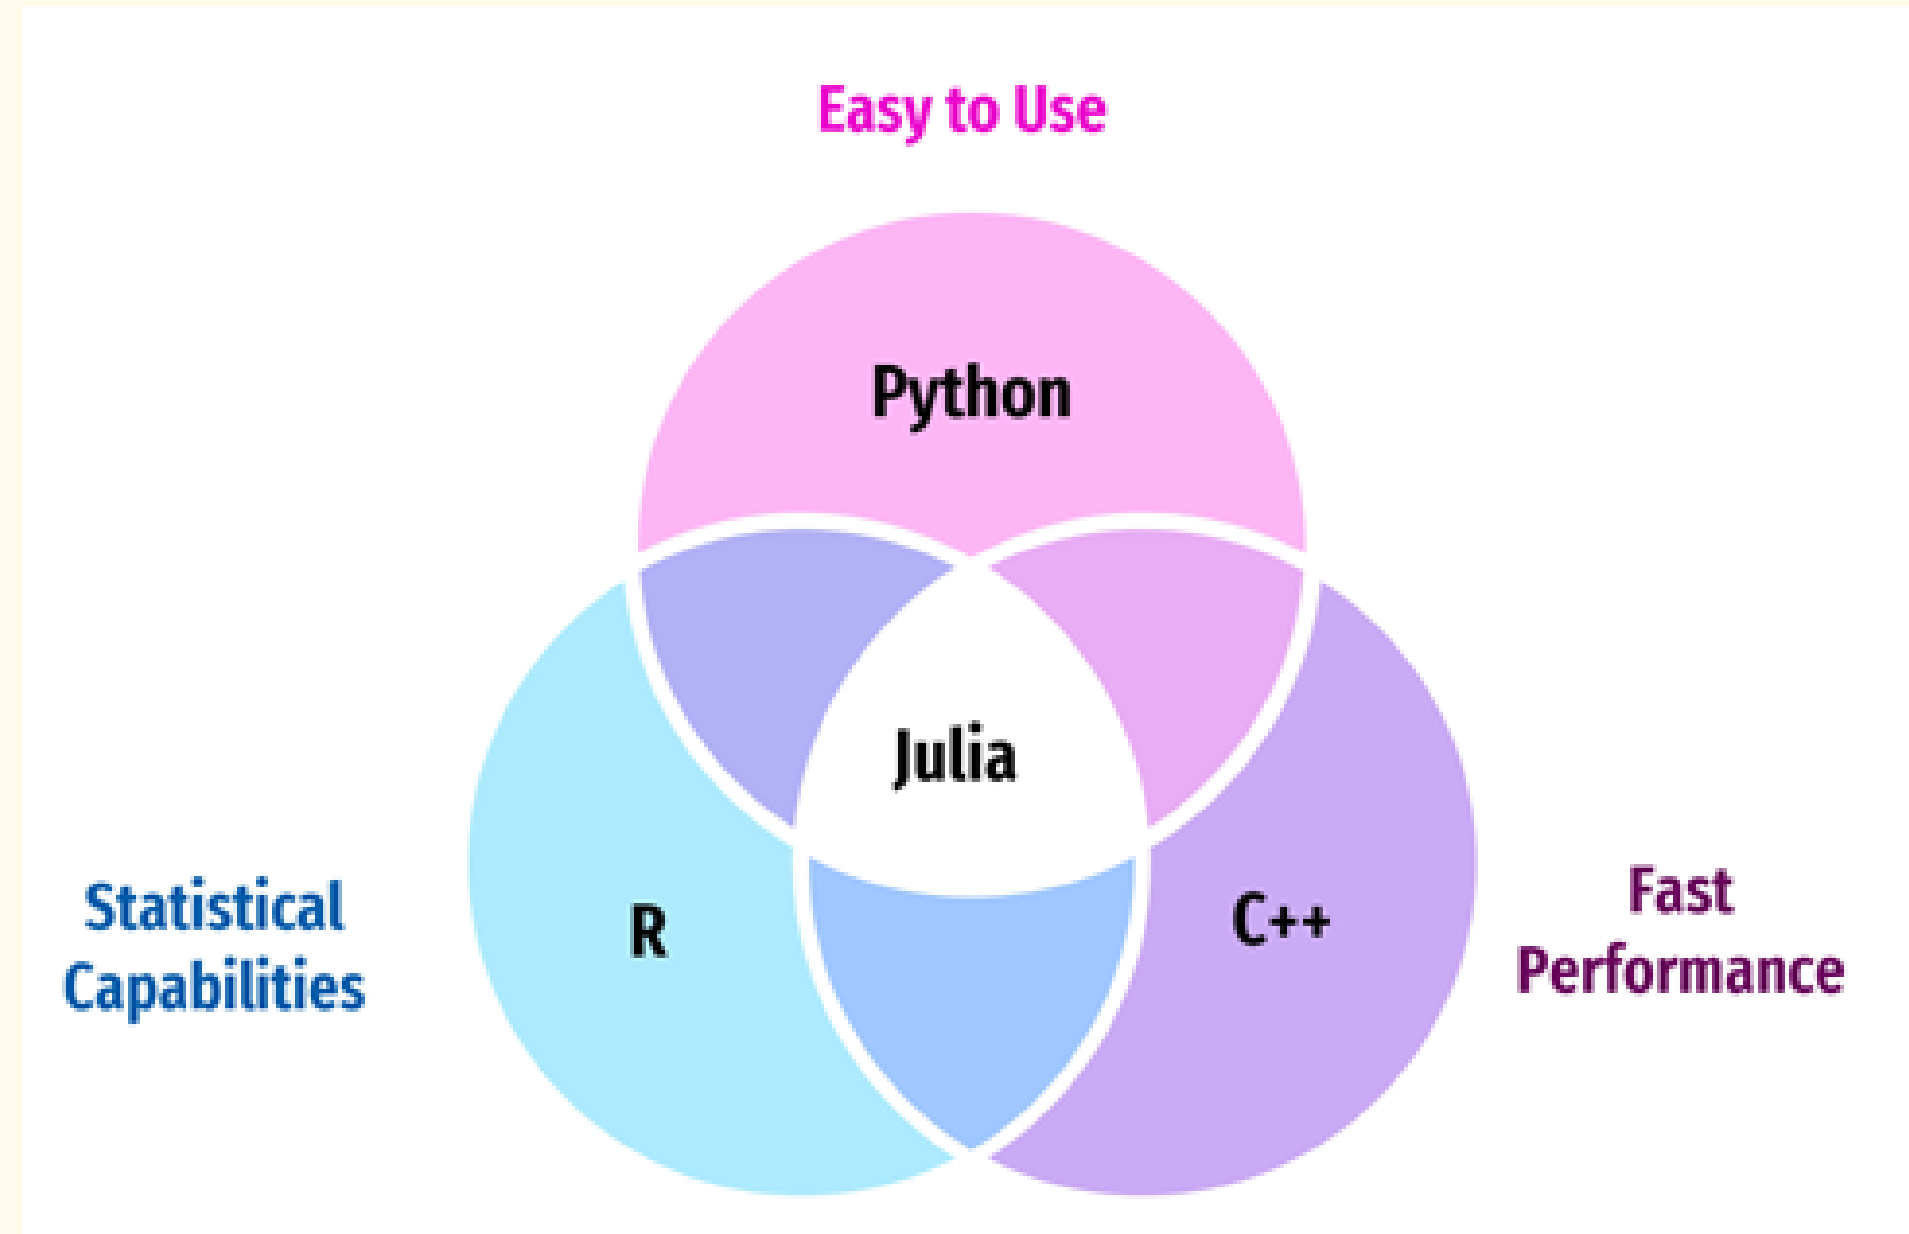 Easy to Use
Python
Julia
Statistical
Capabilities
R
C++
Fast
Performance